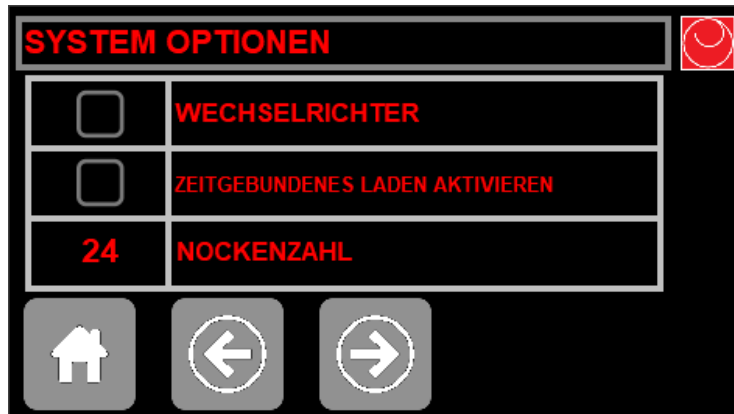 SYSTEM OPTIONEN
WECHSELRICHTER
ZEITGEBUNDENES LADEN AKTIVIEREN
24 NOCKENZAHL